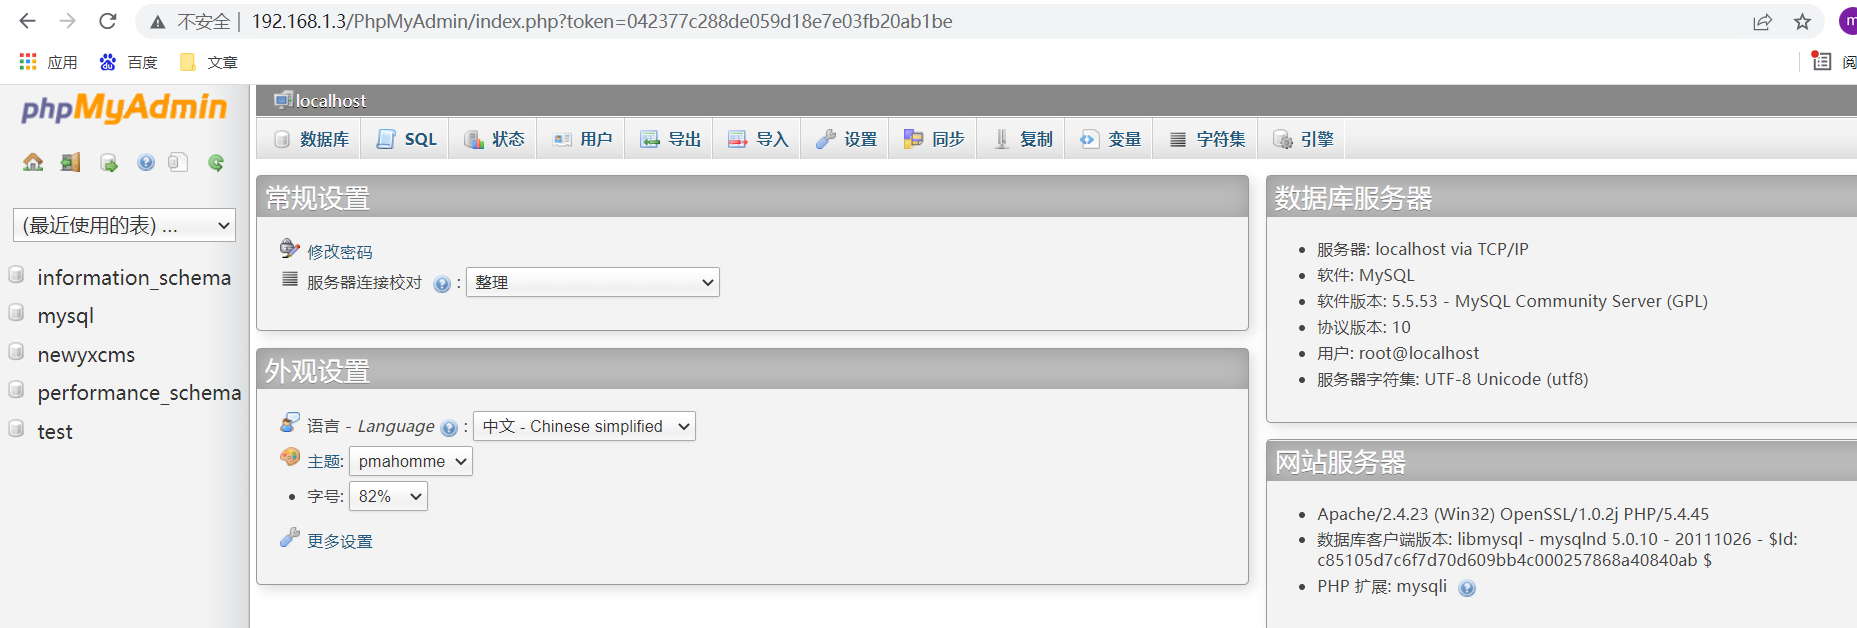 不安全 | 192.168.1.3/PhpMyAdmin/index.php?token=042377c288de059d18e7e03fb20ab1be
m
应用 百度 文章 阅
phpMyAdmin
(最近使用的表) ...
information_schema
mysql
newyxcms
performance_schema
test
localhost
数据库 SQL 状态 用户 导出 导入 设置 同步 复制 变量 字符集 引擎
常规设置
修改密码
服务器连接校对 : 整理
外观设置
语言 - Language : 中文 - Chinese simplified
主题: pmahomme
字号: 82%
更多设置
数据库服务器
服务器: localhost via TCP/IP
软件: MySQL
软件版本: 5.5.53 - MySQL Community Server (GPL)
协议版本: 10
用户: root@localhost
服务器字符集: UTF-8 Unicode (utf8)
网站服务器
Apache/2.4.23 (Win32) OpenSSL/1.0.2j PHP/5.4.45
数据库客户端版本: libmysql - mysqlnd 5.0.10 - 20111026 - $Id:
c85105d7c6f7d70d609bb4c000257868a40840ab $
PHP 扩展: mysqli